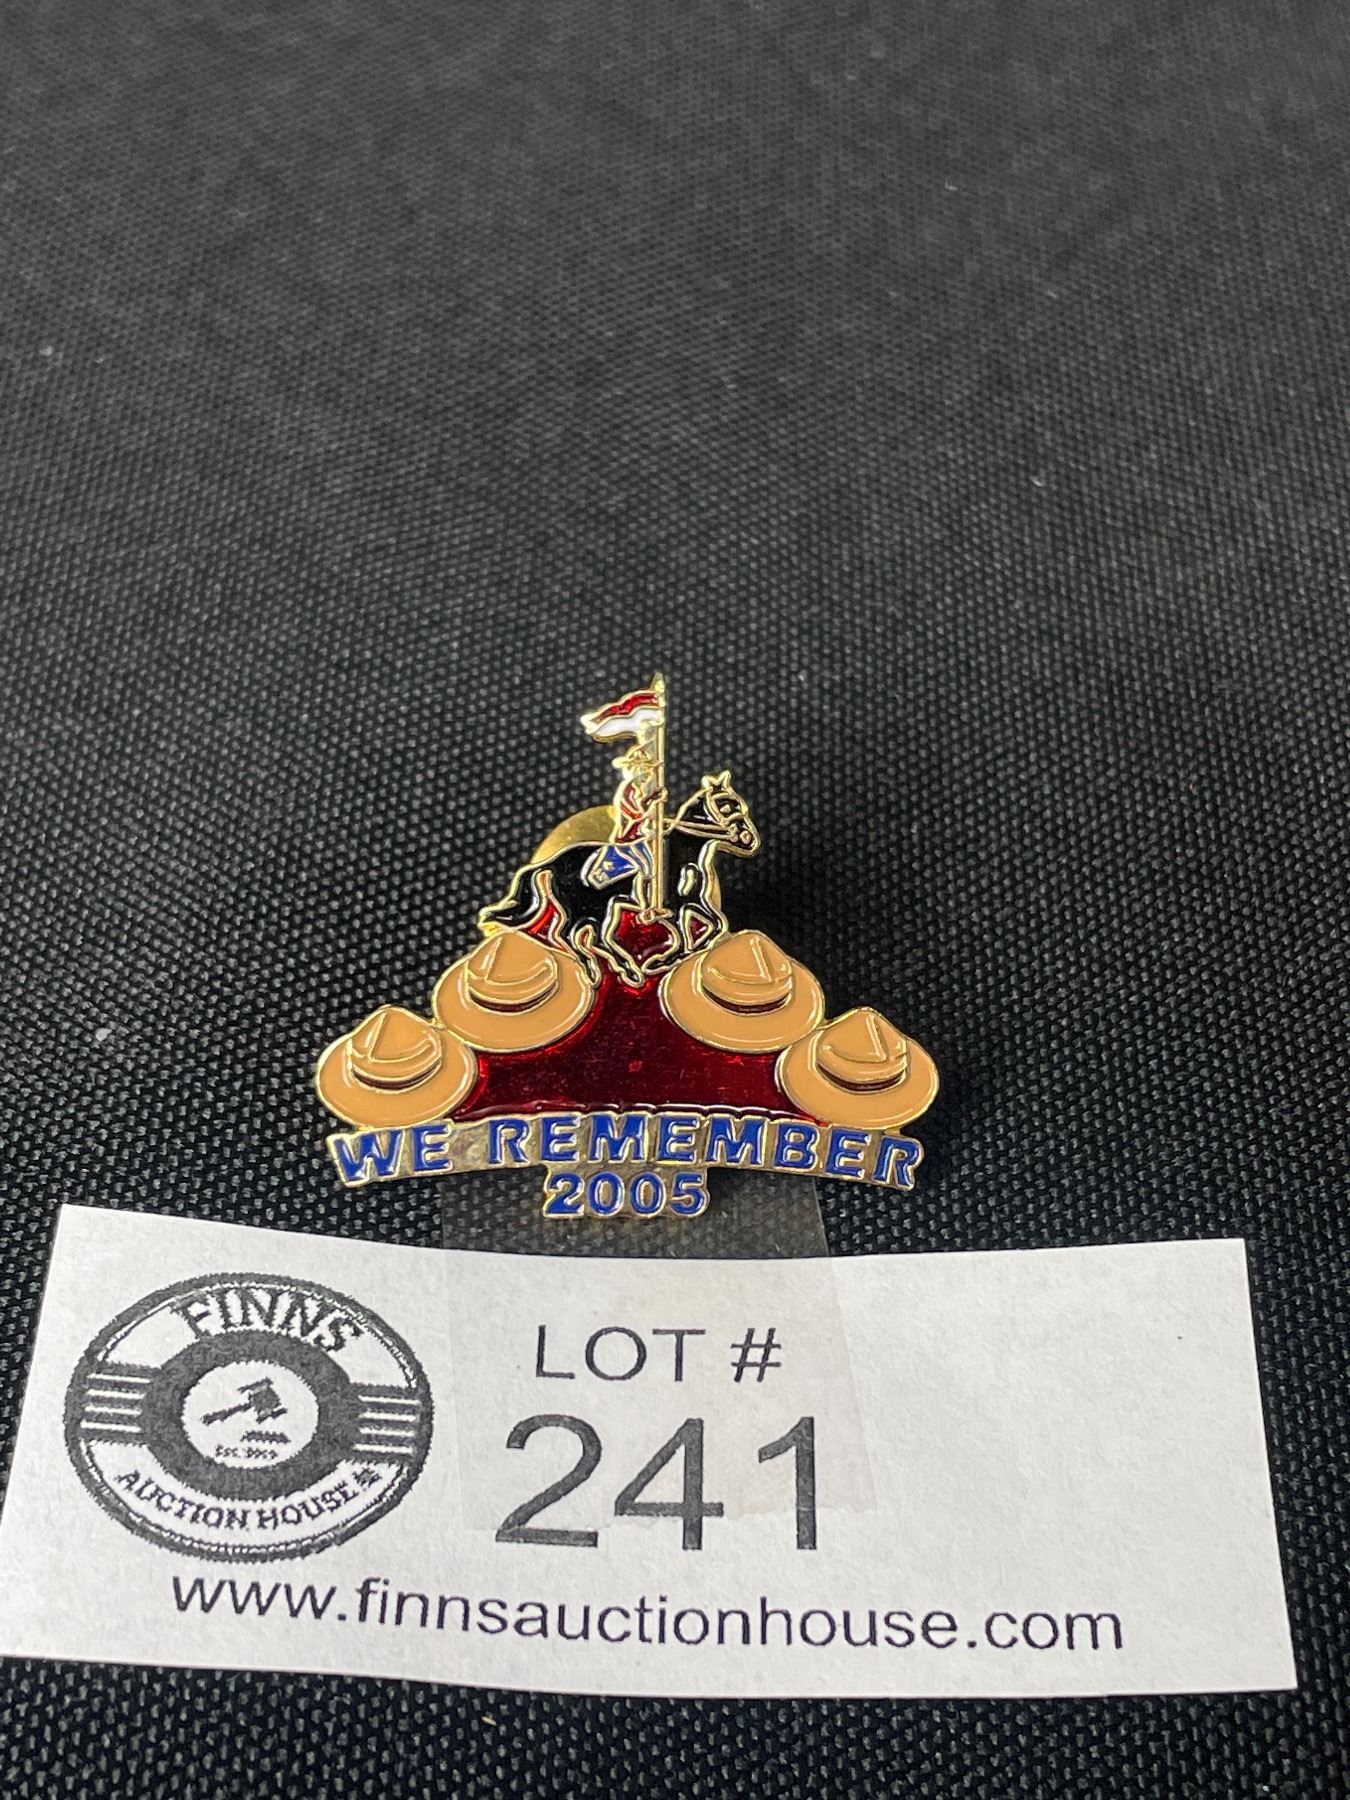 WE REMEMBER
2005
FINNS
AUCTION HOUSE
LOT #
241
www.finnsauctionhouse.com